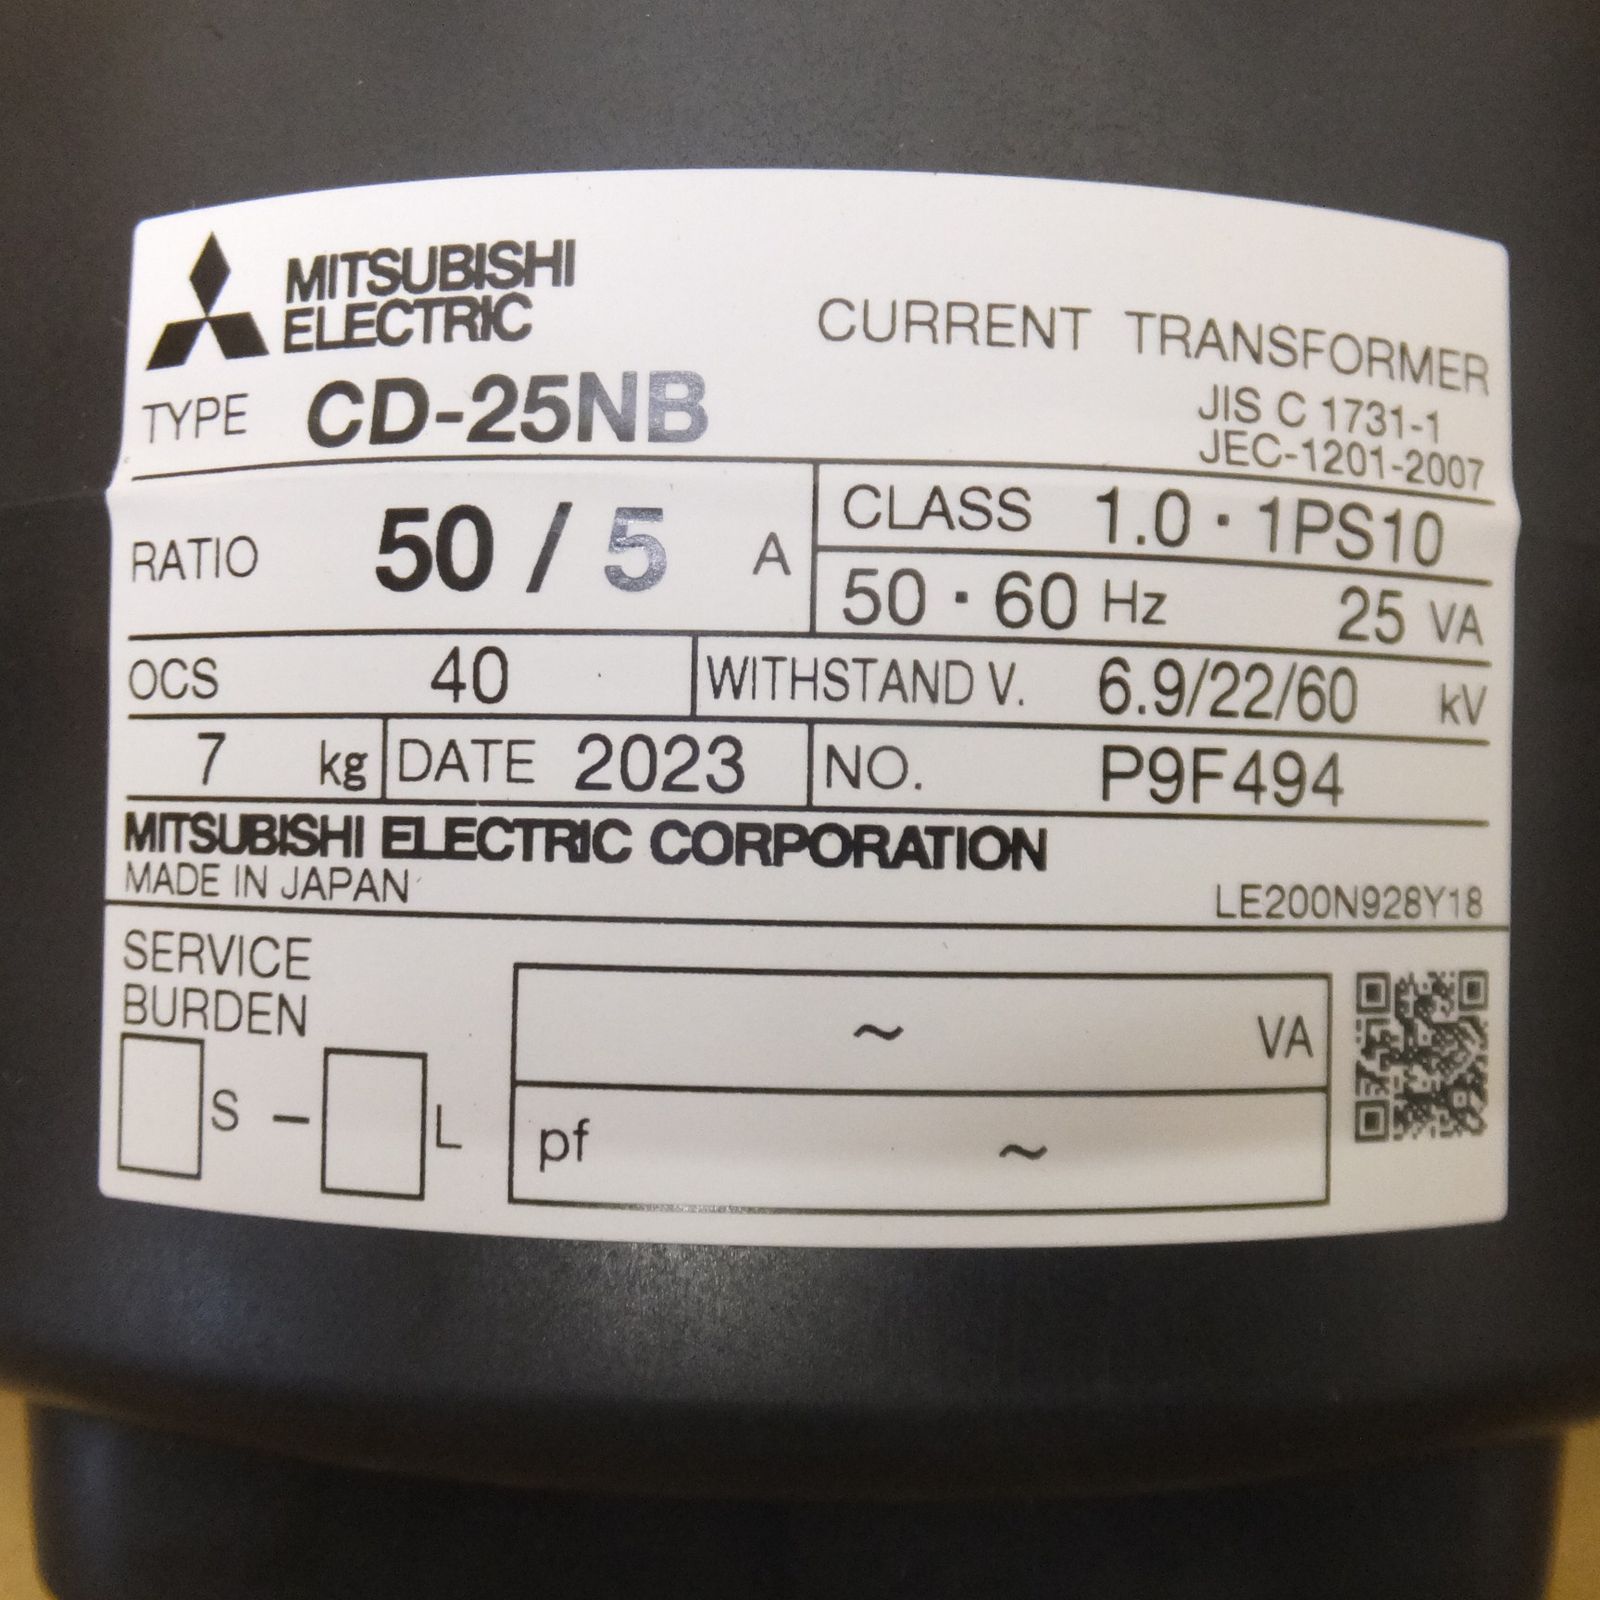 MITSUBISHI
ELECTRIC
CURRENT TRANSFORMER
TYPE CD-25NB
JIS C 1731-1
JEC-1201-2007
RATIO 50 / 5 A
CLASS 1.0・1PS10
50・60 Hz 25 VA
OCS 40 WITHSTAND V. 6.9/22/60 kV
7 kg DATE 2023 NO. P9F494
MITSUBISHI ELECTRIC CORPORATION
MADE IN JAPAN
LE200N928Y18
SERVICE
BURDEN
S – L
~ VA
pf ~